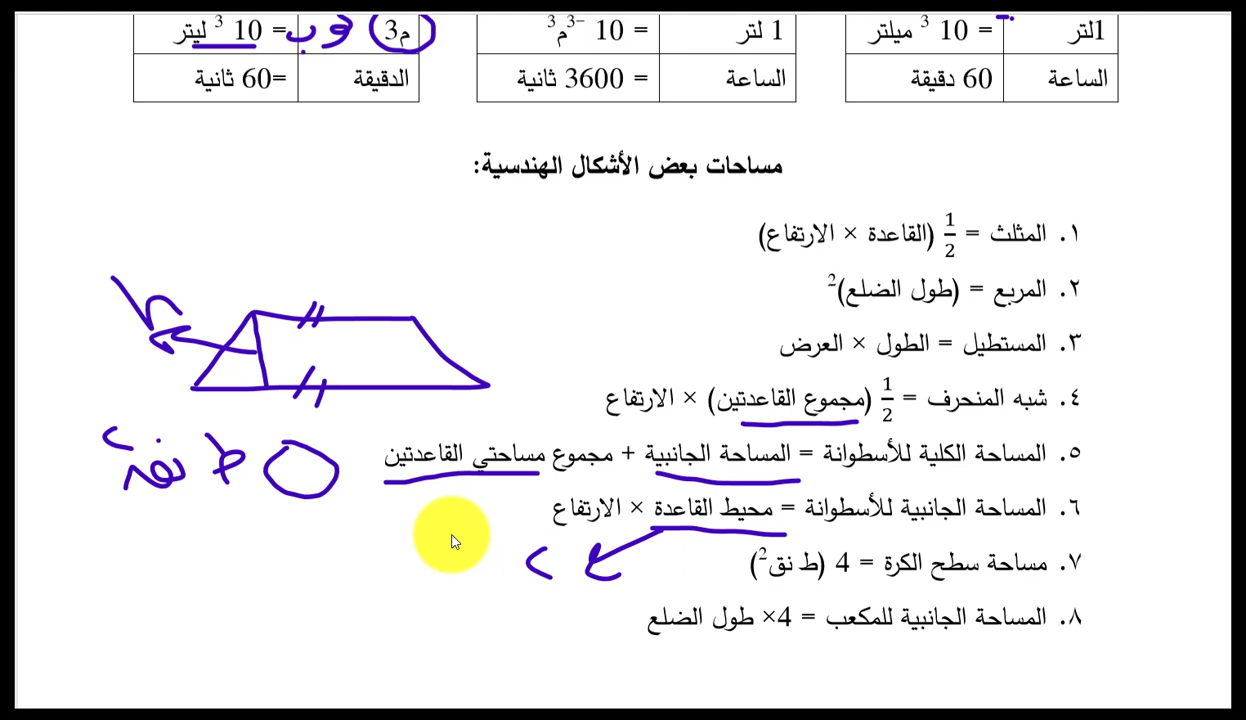 1لتر = 10 3 ميلتر 1 لتر = 10 −3 م3 م3 = 10 3 ليتر
الساعة 60 دقيقة الساعة = 3600 ثانية الدقيقة =60 ثانية
مساحات بعض الأشكال الهندسية:
١. المثلث = 1/2 (القاعدة × الارتفاع)
٢. المربع = (طول الضلع)2
h
٣. المستطيل = الطول × العرض
٤. شبه المنحرف = 1/2 (مجموع القاعدتين) × الارتفاع
٥. المساحة الكلية للأسطوانة = المساحة الجانبية + مجموع مساحتي القاعدتين
ط نق٢
٦. المساحة الجانبية للأسطوانة = محيط القاعدة × الارتفاع
٧. مساحة سطح الكرة = 4 (ط نق2)
٨. المساحة الجانبية للمكعب = 4× طول الضلع